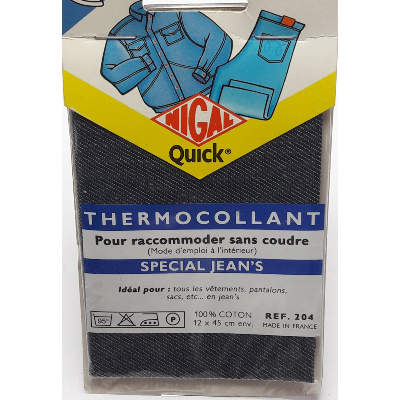 NIGAL
Quick®
THERMOCOLLANT
Pour raccommoder sans coudre
(Mode d'emploi à l'intérieur)
SPECIAL JEAN'S
Idéal pour : tous les vêtements, pantalons,
sacs, etc... en jean's
95° P 100% COTON REF. 204
12 x 45 cm env. MADE IN FRANCE